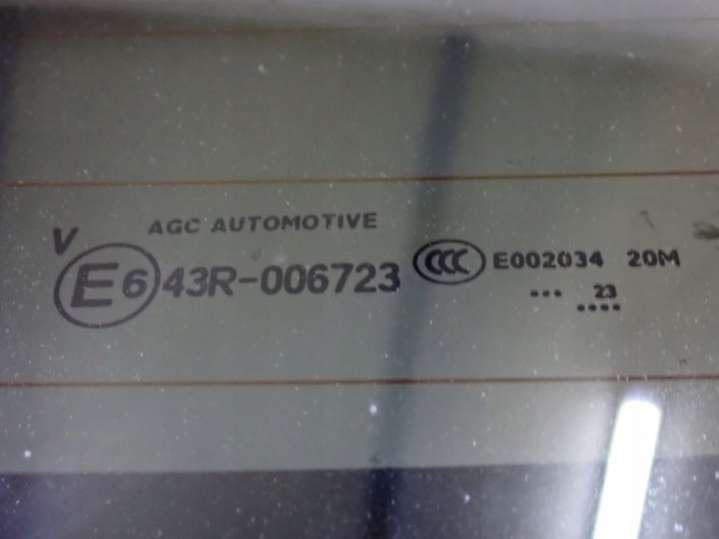 AGC AUTOMOTIVE
V
E6 43R-006723 CCC E002034 20M
... 23
....